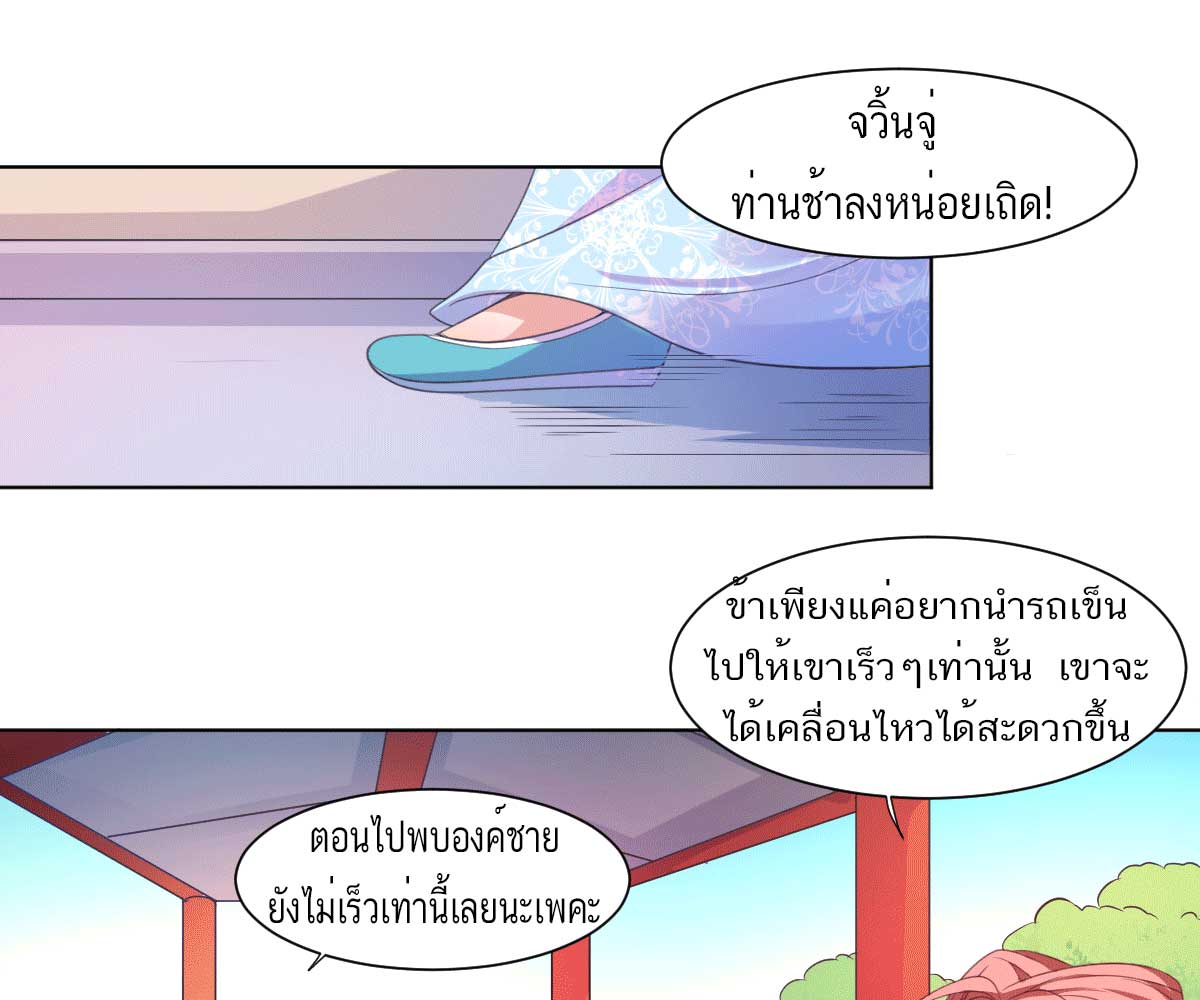 จวิ้นจู่
ท่านช้าลงหน่อยเถิด!
ข้าเพียงแค่อยากนำรถเข็น
ไปให้เขาเร็วๆเท่านั้น เขาจะ
ได้เคลื่อนไหวได้สะดวกขึ้น
ตอนไปพบองค์ชาย
ยังไม่เร็วเท่านี้เลยนะเพคะ